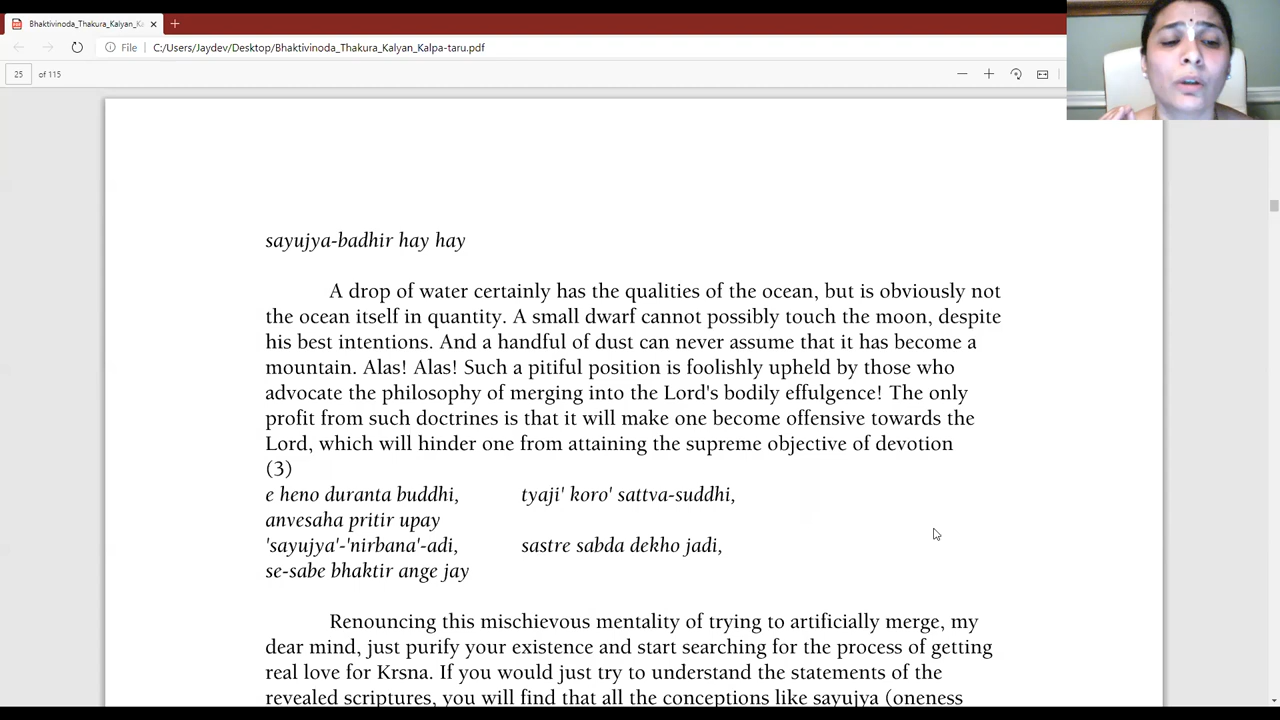 Bhaktivinoda_Thakura_Kalyan_Ka
File
C:/Users/Jaydev/Desktop/Bhaktivinoda_Thakura_Kalyan_Kalpa-taru.pdf
25 of 115
sayujya-badhir hay hay
A drop of water certainly has the qualities of the ocean, but is obviously not
the ocean itself in quantity. A small dwarf cannot possibly touch the moon, despite
his best intentions. And a handful of dust can never assume that it has become a
mountain. Alas! Alas! Such a pitiful position is foolishly upheld by those who
advocate the philosophy of merging into the Lord's bodily effulgence! The only
profit from such doctrines is that it will make one become offensive towards the
Lord, which will hinder one from attaining the supreme objective of devotion
(3)
e heno duranta buddhi, tyaji' koro' sattva-suddhi,
anvesaha pritir upay
'sayujya'-'nirbana'-adi, sastre sabda dekho jadi,
se-sabe bhaktir ange jay
Renouncing this mischievous mentality of trying to artificially merge, my
dear mind, just purify your existence and start searching for the process of getting
real love for Krsna. If you would just try to understand the statements of the
revealed scriptures, you will find that all the conceptions like sayujya (oneness